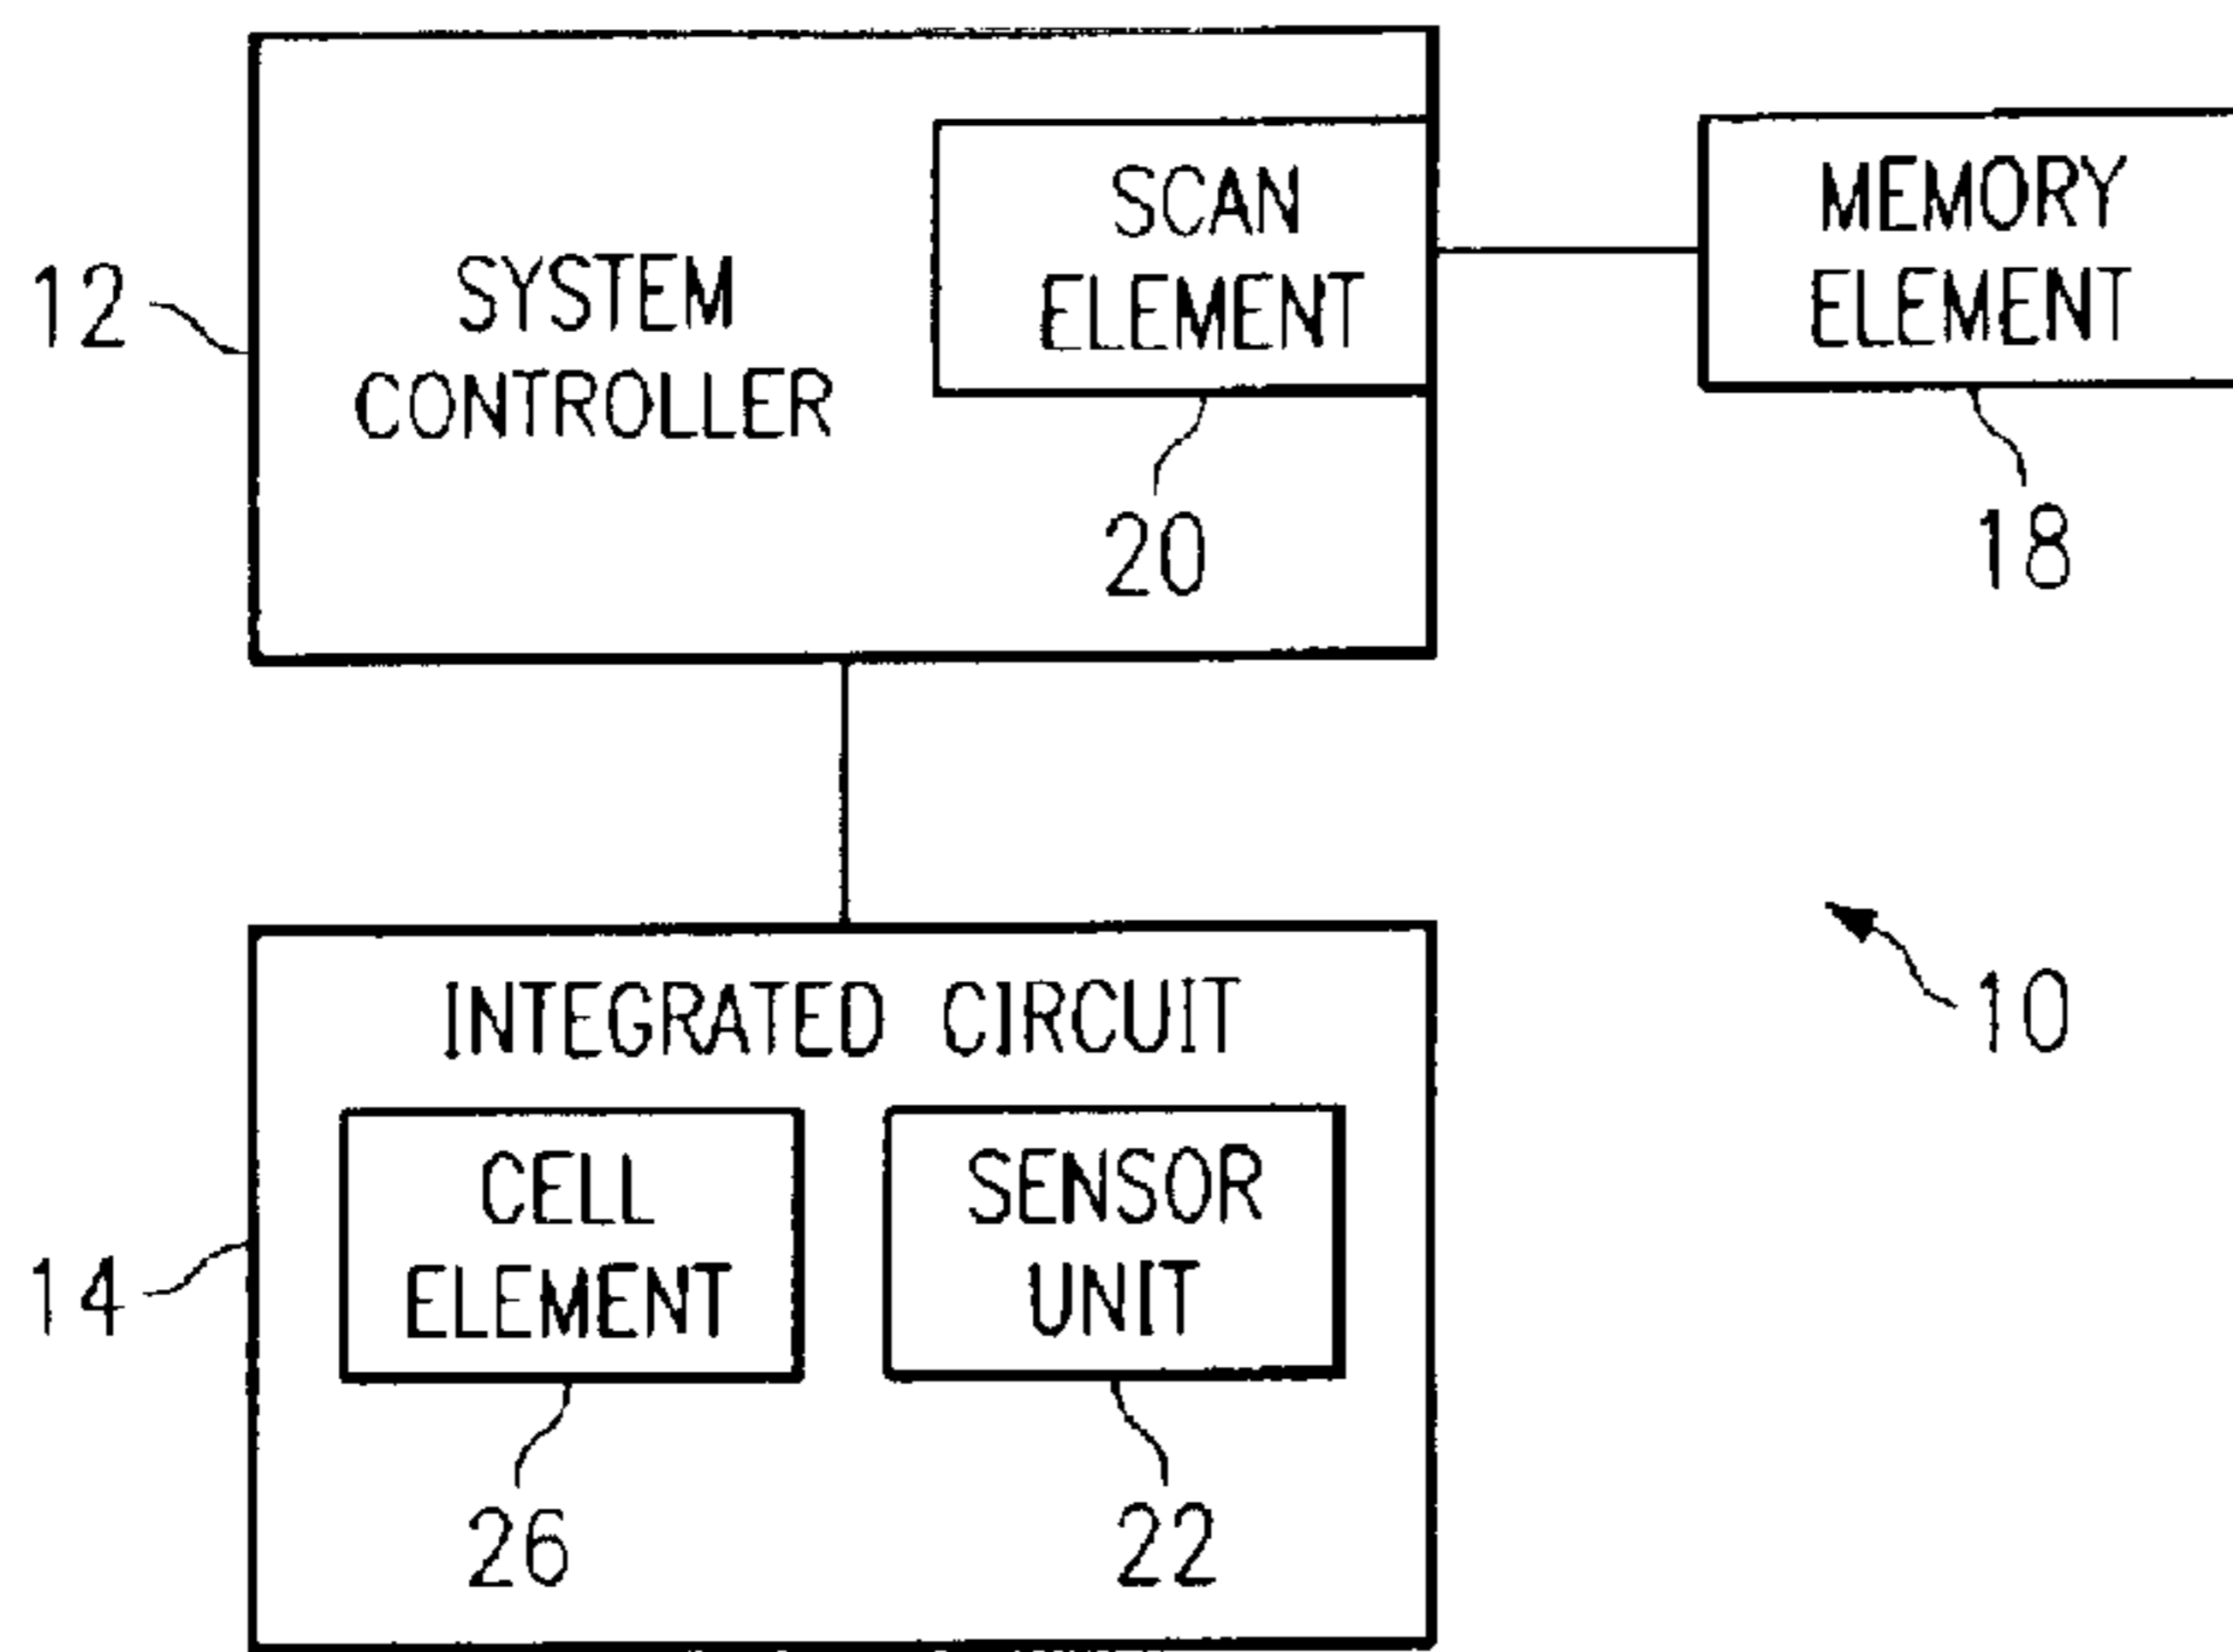 SCAN
ELEMENT
MEMORY
ELEMENT
12
SYSTEM
CONTROLLER
20
18
INTEGRATED CIRCUIT
10
CELL
ELEMENT
SENSOR
UNIT
14
26
22